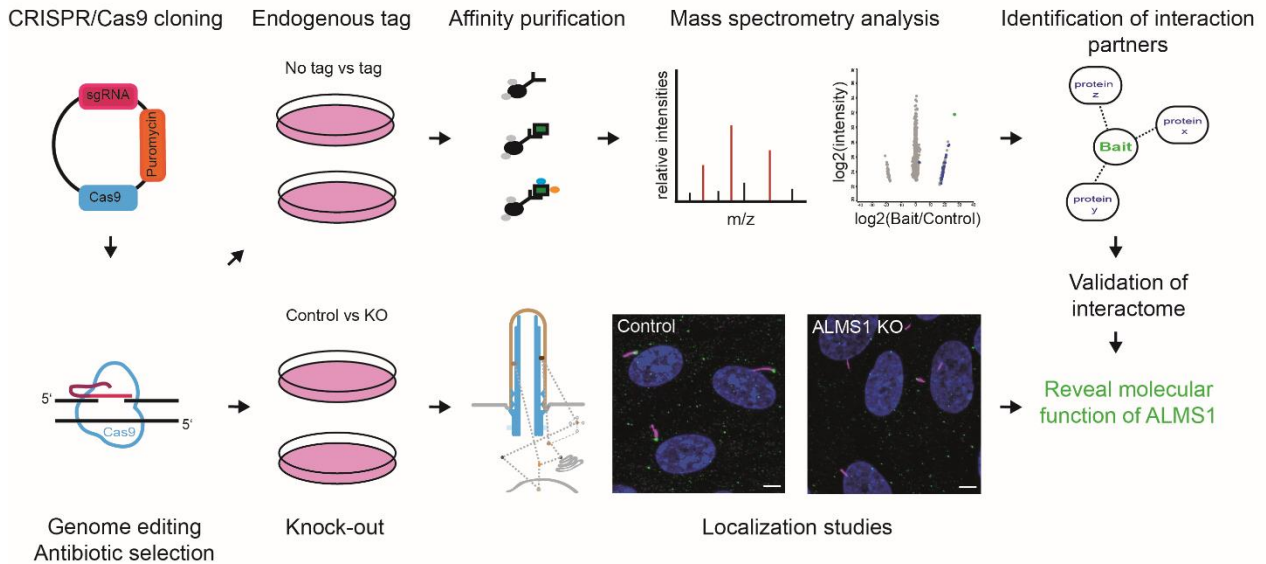 CRISPR/Cas9 cloning
Endogenous tag
Affinity purification
Mass spectrometry analysis
Identification of interaction
partners
sgRNA
Puromycin
Cas9
No tag vs tag
relative intensities
m/z
log2(intensity)
log2(Bait/Control)
protein
z
protein
x
Bait
protein
y
Validation of
interactome
Reveal molecular
function of ALMS1
5'
Cas9
5'
Control vs KO
Control
ALMS1 KO
Genome editing
Antibiotic selection
Knock-out
Localization studies